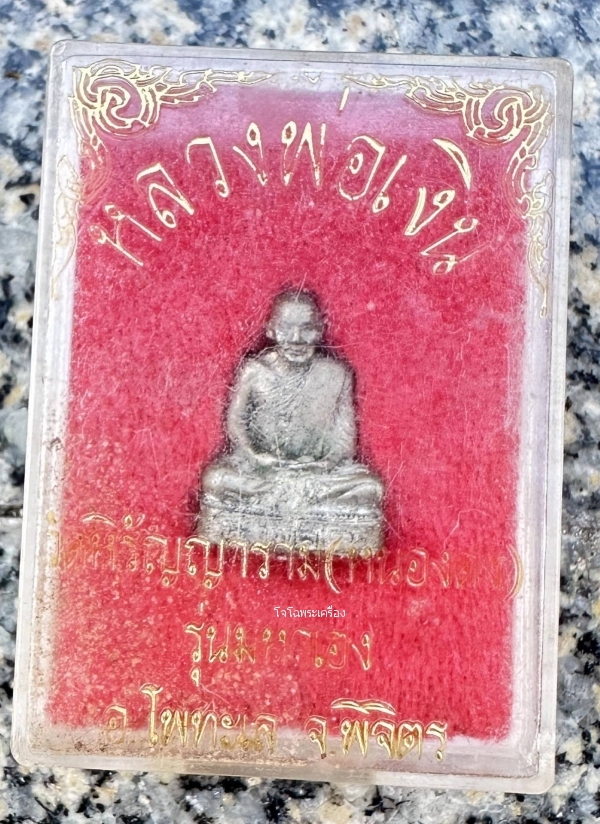 หลวงพ่อเงิน
วัดหิรัญญาราม(
โจโฉพระเครื่อง
รุ่นมหาเฮง
อ.โพทะเล จ.พิจิตร